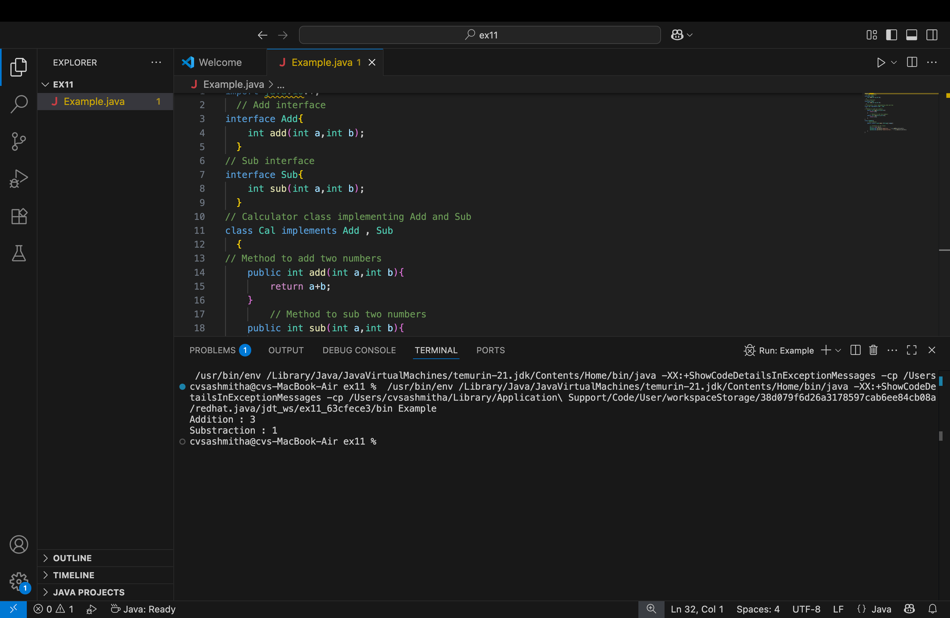 ex11
EXPLORER
Welcome
Example.java 1
EX11
Example.java > ...
Example.java 1
2 // Add interface
3 interface Add{
4 int add(int a,int b);
5 }
6 // Sub interface
7 interface Sub{
8 int sub(int a,int b);
9 }
10 // Calculator class implementing Add and Sub
11 class Cal implements Add , Sub
12 {
13 // Method to add two numbers
14 public int add(int a,int b){
15 return a+b;
16 }
17 // Method to sub two numbers
18 public int sub(int a,int b){
PROBLEMS 1 OUTPUT DEBUG CONSOLE TERMINAL PORTS Run: Example
/usr/bin/env /Library/Java/JavaVirtualMachines/temurin-21.jdk/Contents/Home/bin/java -XX:+ShowCodeDetailsInExceptionMessages -cp /Users
cvsashmitha@cvs-MacBook-Air ex11 % /usr/bin/env /Library/Java/JavaVirtualMachines/temurin-21.jdk/Contents/Home/bin/java -XX:+ShowCodeDe
tailsInExceptionMessages -cp /Users/cvsashmitha/Library/Application\ Support/Code/User/workspaceStorage/38d079f6d26a3178597cab6ee84cb08a
/redhat.java/jdt_ws/ex11_63cfece3/bin Example
Addition : 3
Substraction : 1
cvsashmitha@cvs-MacBook-Air ex11 %
OUTLINE
TIMELINE
JAVA PROJECTS
1
0 1 Java: Ready Ln 32, Col 1 Spaces: 4 UTF-8 LF {} Java